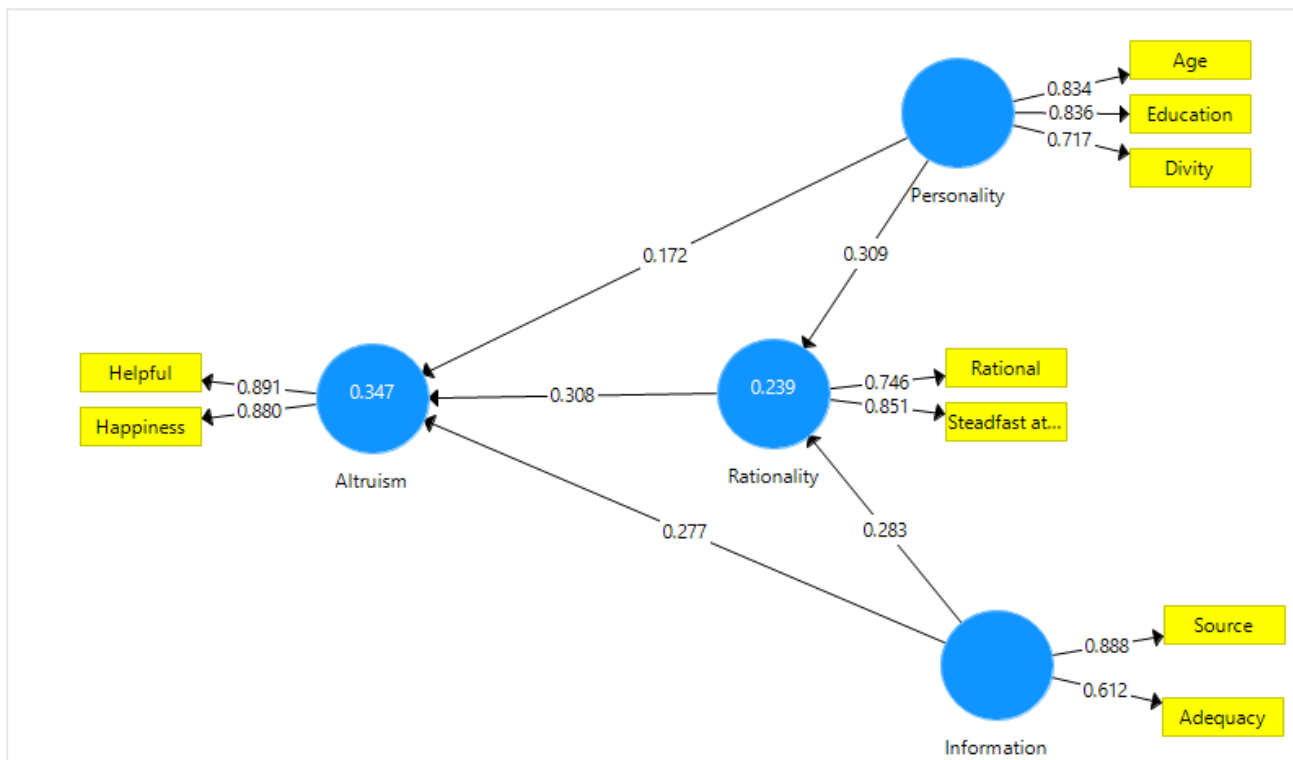 Age
0.834
0.836
Education
0.717
Divity
Personality
0.172
0.309
Helpful
0.891
0.347
0.308
0.239
0.746
Rational
0.880
Happiness
0.851
Steadfast at...
Altruism
Rationality
0.277
0.283
Source
0.888
0.612
Adequacy
Information